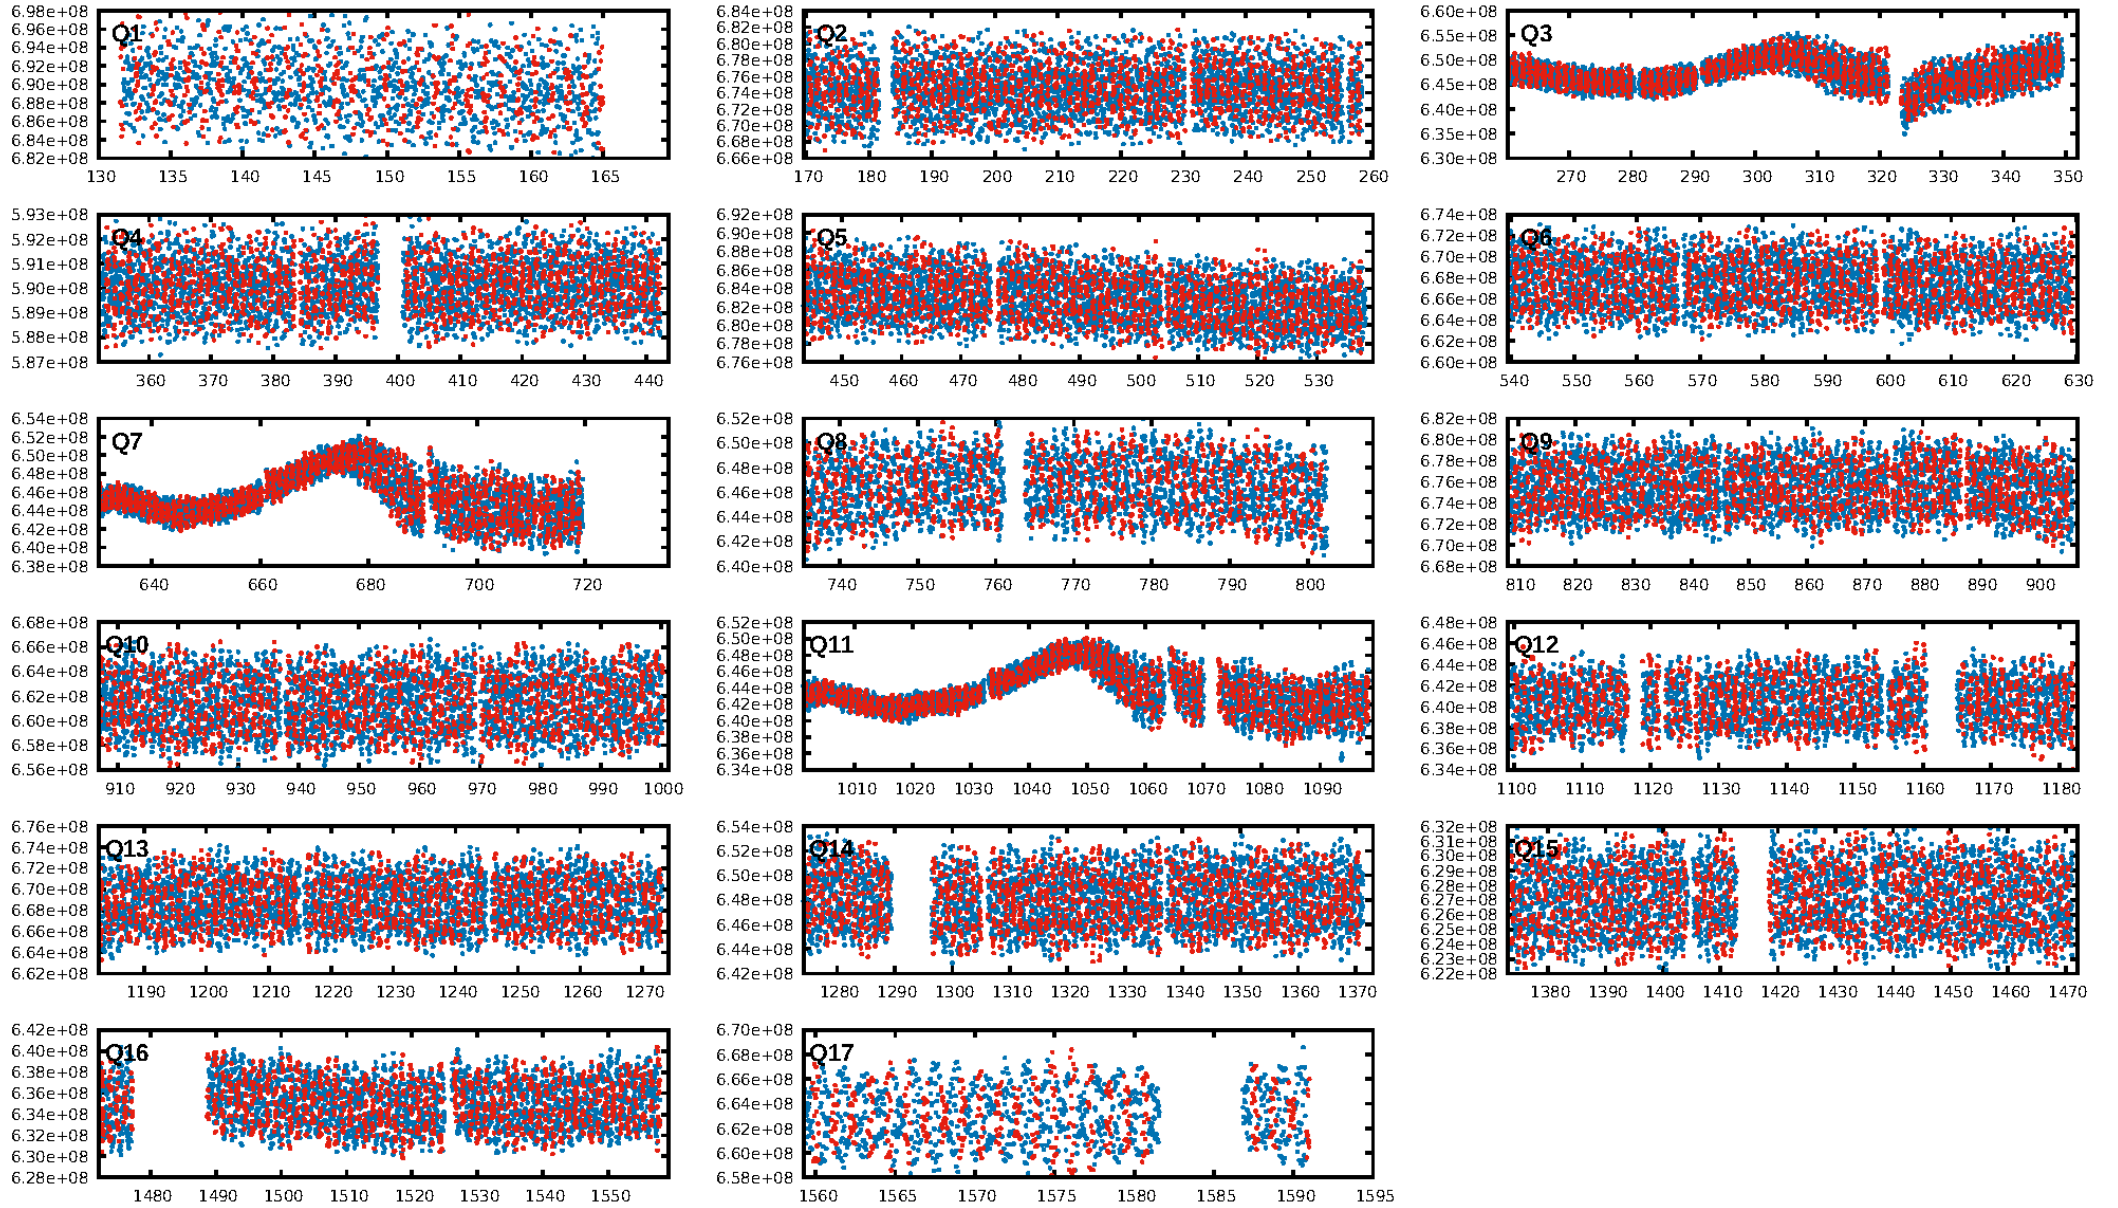 Q1
6.98e+08
6.96e+08
6.94e+08
6.92e+08
6.90e+08
6.88e+08
6.86e+08
6.84e+08
6.82e+08
130 135 140 145 150 155 160 165
Q2
6.84e+08
6.82e+08
6.80e+08
6.78e+08
6.76e+08
6.74e+08
6.72e+08
6.70e+08
6.68e+08
6.66e+08
170 180 190 200 210 220 230 240 250 260
Q3
6.60e+08
6.55e+08
6.50e+08
6.45e+08
6.40e+08
6.35e+08
6.30e+08
270 280 290 300 310 320 330 340 350
Q4
5.93e+08
5.92e+08
5.91e+08
5.90e+08
5.89e+08
5.88e+08
5.87e+08
360 370 380 390 400 410 420 430 440
Q5
6.92e+08
6.90e+08
6.88e+08
6.86e+08
6.84e+08
6.82e+08
6.80e+08
6.78e+08
6.76e+08
450 460 470 480 490 500 510 520 530
Q6
6.74e+08
6.72e+08
6.70e+08
6.68e+08
6.66e+08
6.64e+08
6.62e+08
6.60e+08
540 550 560 570 580 590 600 610 620 630
Q7
6.54e+08
6.52e+08
6.50e+08
6.48e+08
6.46e+08
6.44e+08
6.42e+08
6.40e+08
6.38e+08
640 660 680 700 720
Q8
6.52e+08
6.50e+08
6.48e+08
6.46e+08
6.44e+08
6.42e+08
6.40e+08
740 750 760 770 780 790 800
Q9
6.82e+08
6.80e+08
6.78e+08
6.76e+08
6.74e+08
6.72e+08
6.70e+08
6.68e+08
810 820 830 840 850 860 870 880 890 900
Q10
6.68e+08
6.66e+08
6.64e+08
6.62e+08
6.60e+08
6.58e+08
6.56e+08
910 920 930 940 950 960 970 980 990 1000
Q11
6.52e+08
6.50e+08
6.48e+08
6.46e+08
6.44e+08
6.42e+08
6.40e+08
6.38e+08
6.36e+08
6.34e+08
1010 1020 1030 1040 1050 1060 1070 1080 1090
Q12
6.48e+08
6.46e+08
6.44e+08
6.42e+08
6.40e+08
6.38e+08
6.36e+08
6.34e+08
1100 1110 1120 1130 1140 1150 1160 1170 1180
Q13
6.76e+08
6.74e+08
6.72e+08
6.70e+08
6.68e+08
6.66e+08
6.64e+08
6.62e+08
1190 1200 1210 1220 1230 1240 1250 1260 1270
Q14
6.54e+08
6.52e+08
6.50e+08
6.48e+08
6.46e+08
6.44e+08
6.42e+08
1280 1290 1300 1310 1320 1330 1340 1350 1360 1370
Q15
6.32e+08
6.31e+08
6.30e+08
6.29e+08
6.28e+08
6.27e+08
6.26e+08
6.25e+08
6.24e+08
6.23e+08
6.22e+08
1380 1390 1400 1410 1420 1430 1440 1450 1460 1470
Q16
6.42e+08
6.40e+08
6.38e+08
6.36e+08
6.34e+08
6.32e+08
6.30e+08
6.28e+08
1480 1490 1500 1510 1520 1530 1540 1550
Q17
6.70e+08
6.68e+08
6.66e+08
6.64e+08
6.62e+08
6.60e+08
6.58e+08
1560 1565 1570 1575 1580 1585 1590 1595